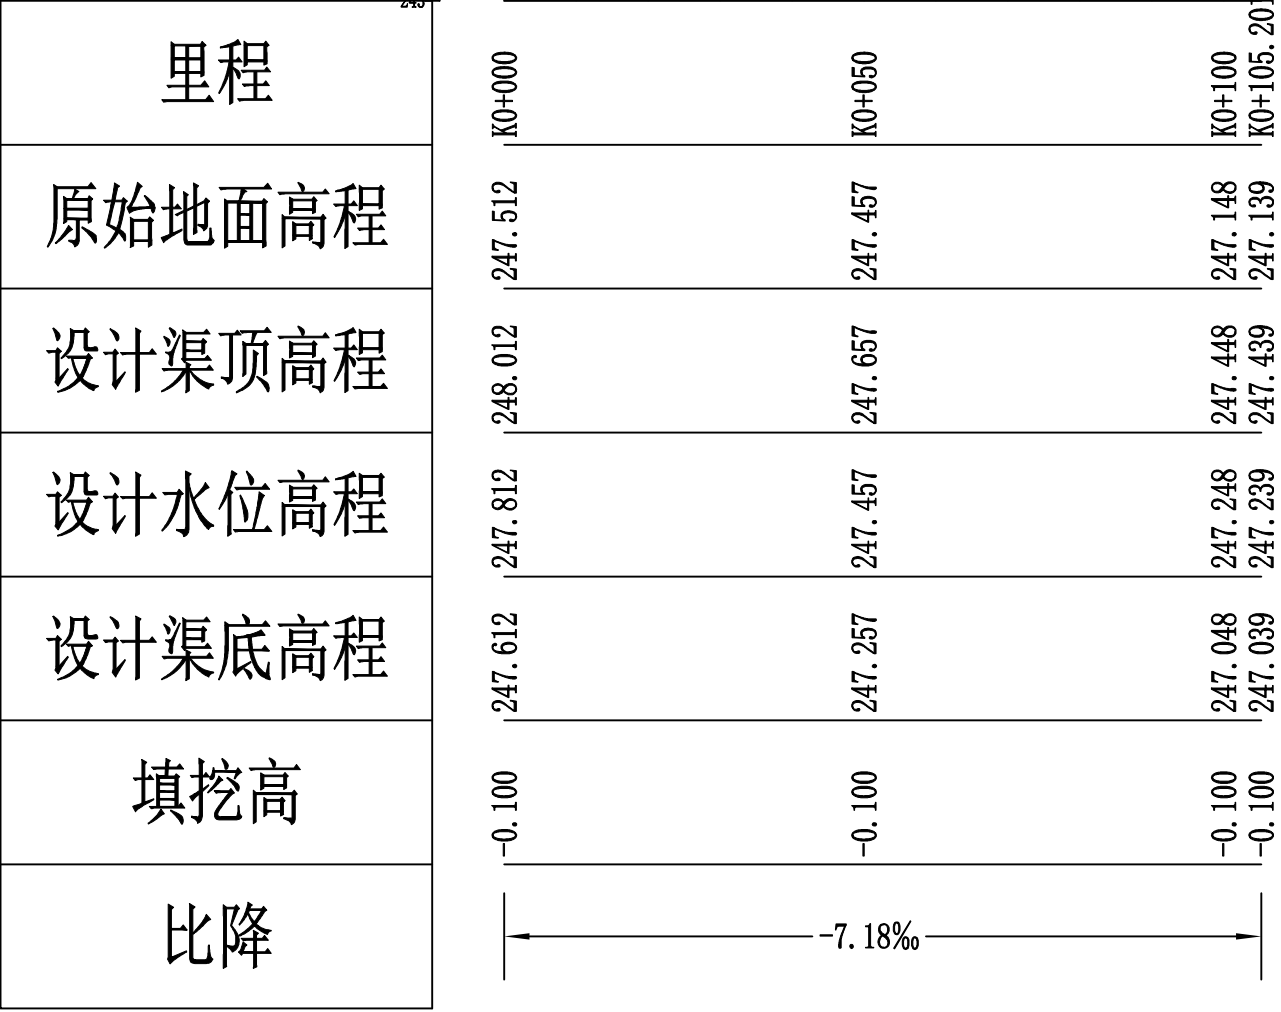 里程 K0+000 K0+050 K0+100 K0+105.201
原始地面高程 247.512 247.457 247.148 247.139
设计渠顶高程 248.012 247.657 247.448 247.439
设计水位高程 247.812 247.457 247.248 247.239
设计渠底高程 247.612 247.257 247.048 247.039
填挖高 -0.100 -0.100 -0.100 -0.100
比降 -7.18‰